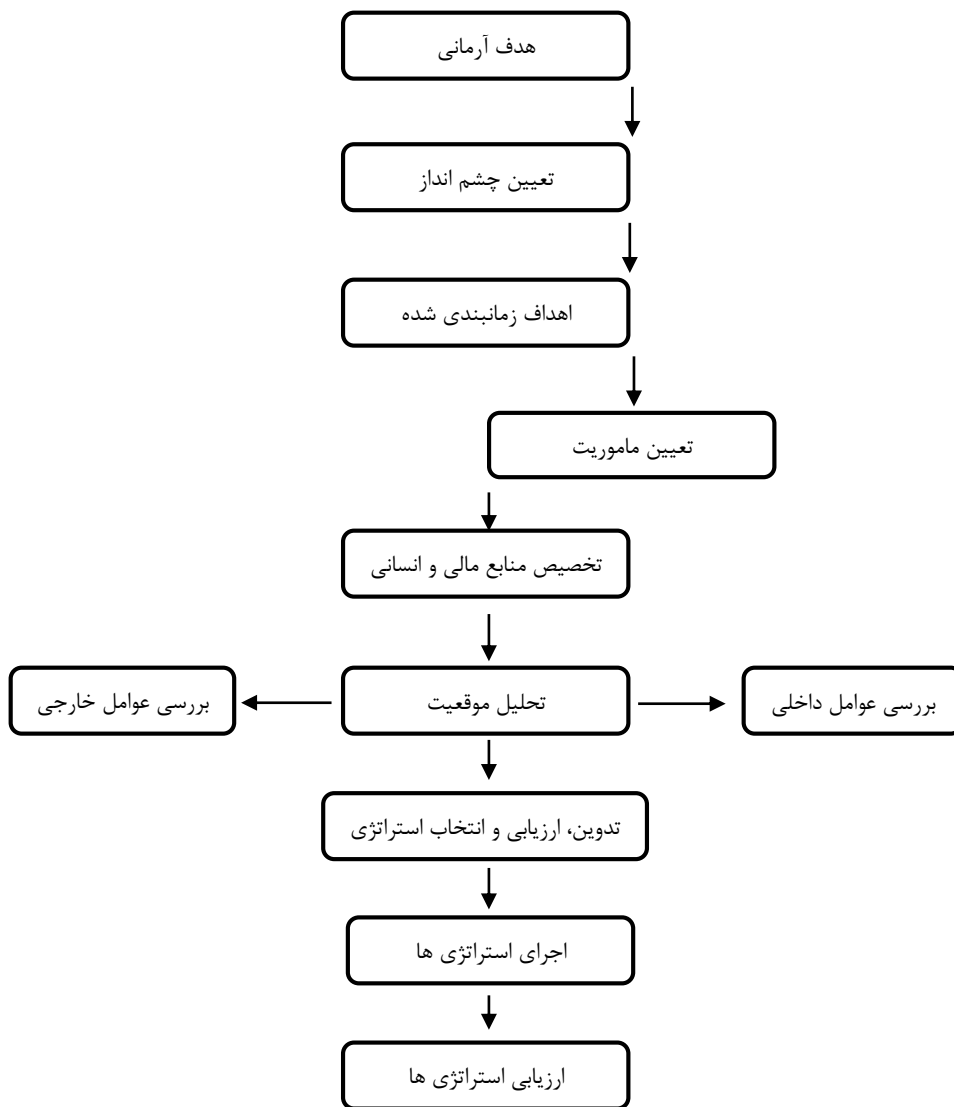 هدف آرمانی
تعیین چشم انداز
اهداف زمانبندی شده
تعیین ماموریت
تخصیص منابع مالی و انسانی
بررسی عوامل داخلی
تحلیل موقعیت
بررسی عوامل خارجی
تدوین، ارزیابی و انتخاب استراتژی
اجرای استراتژی ها
ارزیابی استراتژی ها